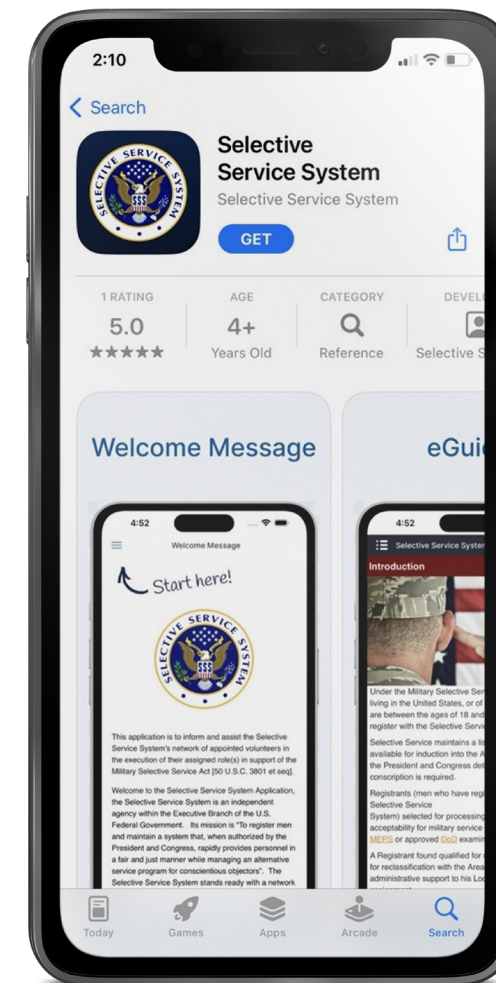 2:10
Search
SELECTIVE SERVICE SYSTEM
SSS
Selective
Service System
Selective Service System
GET
1 RATING
AGE
CATEGORY
5.0
4+
Years Old
Reference
Selective
Welcome Message
4:52
Welcome Message
Start here!
SELECTIVE SERVICE SYSTEM
SSS
This application is to inform and assist the Selective
Service System's network of appointed volunteers in
the execution of their assigned role(s) in support of the
Military Selective Service Act [50 U.S.C. 3801 et seq].
Welcome to the Selective Service System Application,
the Selective Service System is an independent
agency within the Executive Branch of the U.S.
Federal Government. Its mission is "To register men
and maintain a system that, when authorized by the
President and Congress, rapidly provides personnel in
a fair and just manner while managing an alternative
service program for conscientious objectors". The
Selective Service System stands ready with a network
4:52
Selective Service System
Introduction
Under the Military Selective
living in the United States, or of
are between the ages of 18 and
register with the Selective
Selective Service maintains a
available for induction into the
the President and Congress
conscription is required.
Registrants (men who have
Selective Service
System) selected for processing
acceptability for military service
MEPS or approved DoD
A Registrant found qualified for
for reclassification with the Area
administrative support to his
Today
Games
Apps
Arcade
Search